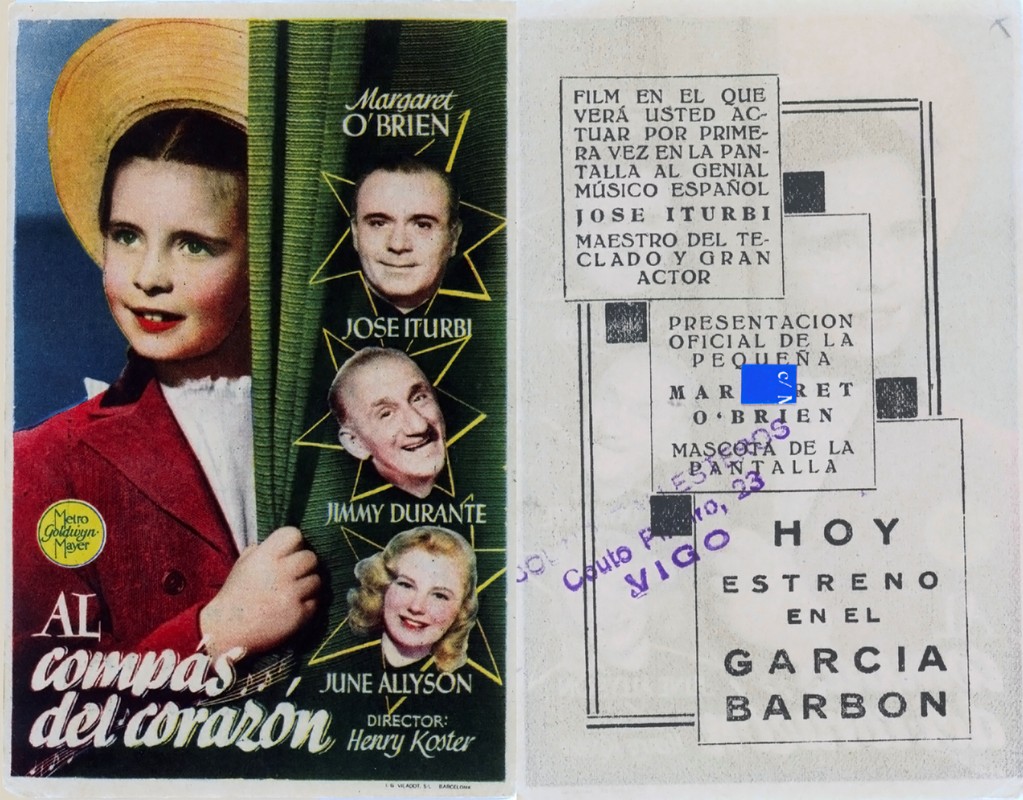 Margaret
O'BRIEN
JOSE ITURBI
JIMMY DURANTE
JUNE ALLYSON
DIRECTOR:
Henry Koster
Metro
Goldwyn
Mayer
AL
compás
del corazón
BARCELONA
FILM EN EL QUE
VERÁ USTED AC-
TUAR POR PRIME-
RA VEZ EN LA PAN-
TALLA AL GENIAL
MÚSICO ESPAÑOL
JOSE ITURBI
MAESTRO DEL TE-
CLADO Y GRAN
ACTOR
PRESENTACION
OFICIAL DE LA
PEQUEÑA
O'BRIEN
MASCOTA DE LA
PANTALLA
Couto 23
VIGO
HOY
ESTRENO
EN EL
GARCIA
BARBON